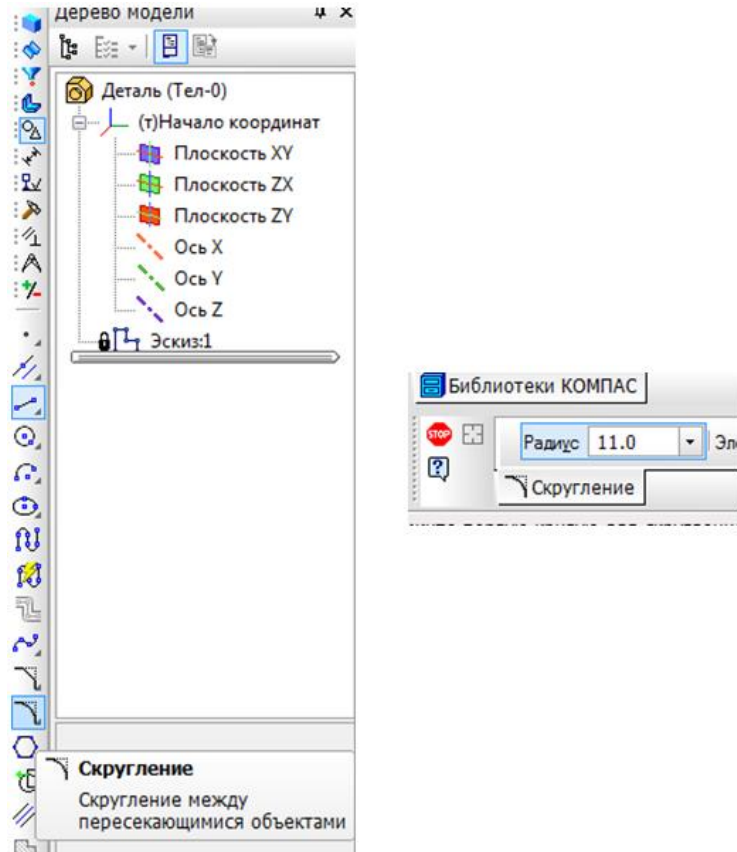 Дерево модели
Деталь (Тел-0)
(т)Начало координат
Плоскость XY
Плоскость ZX
Плоскость ZY
Ось X
Ось Y
Ось Z
Эскиз:1
Скругление
Скругление между
пересекающимися объектами
Библиотеки КОМПАС
STOP
Радиус 11.0
Скругление